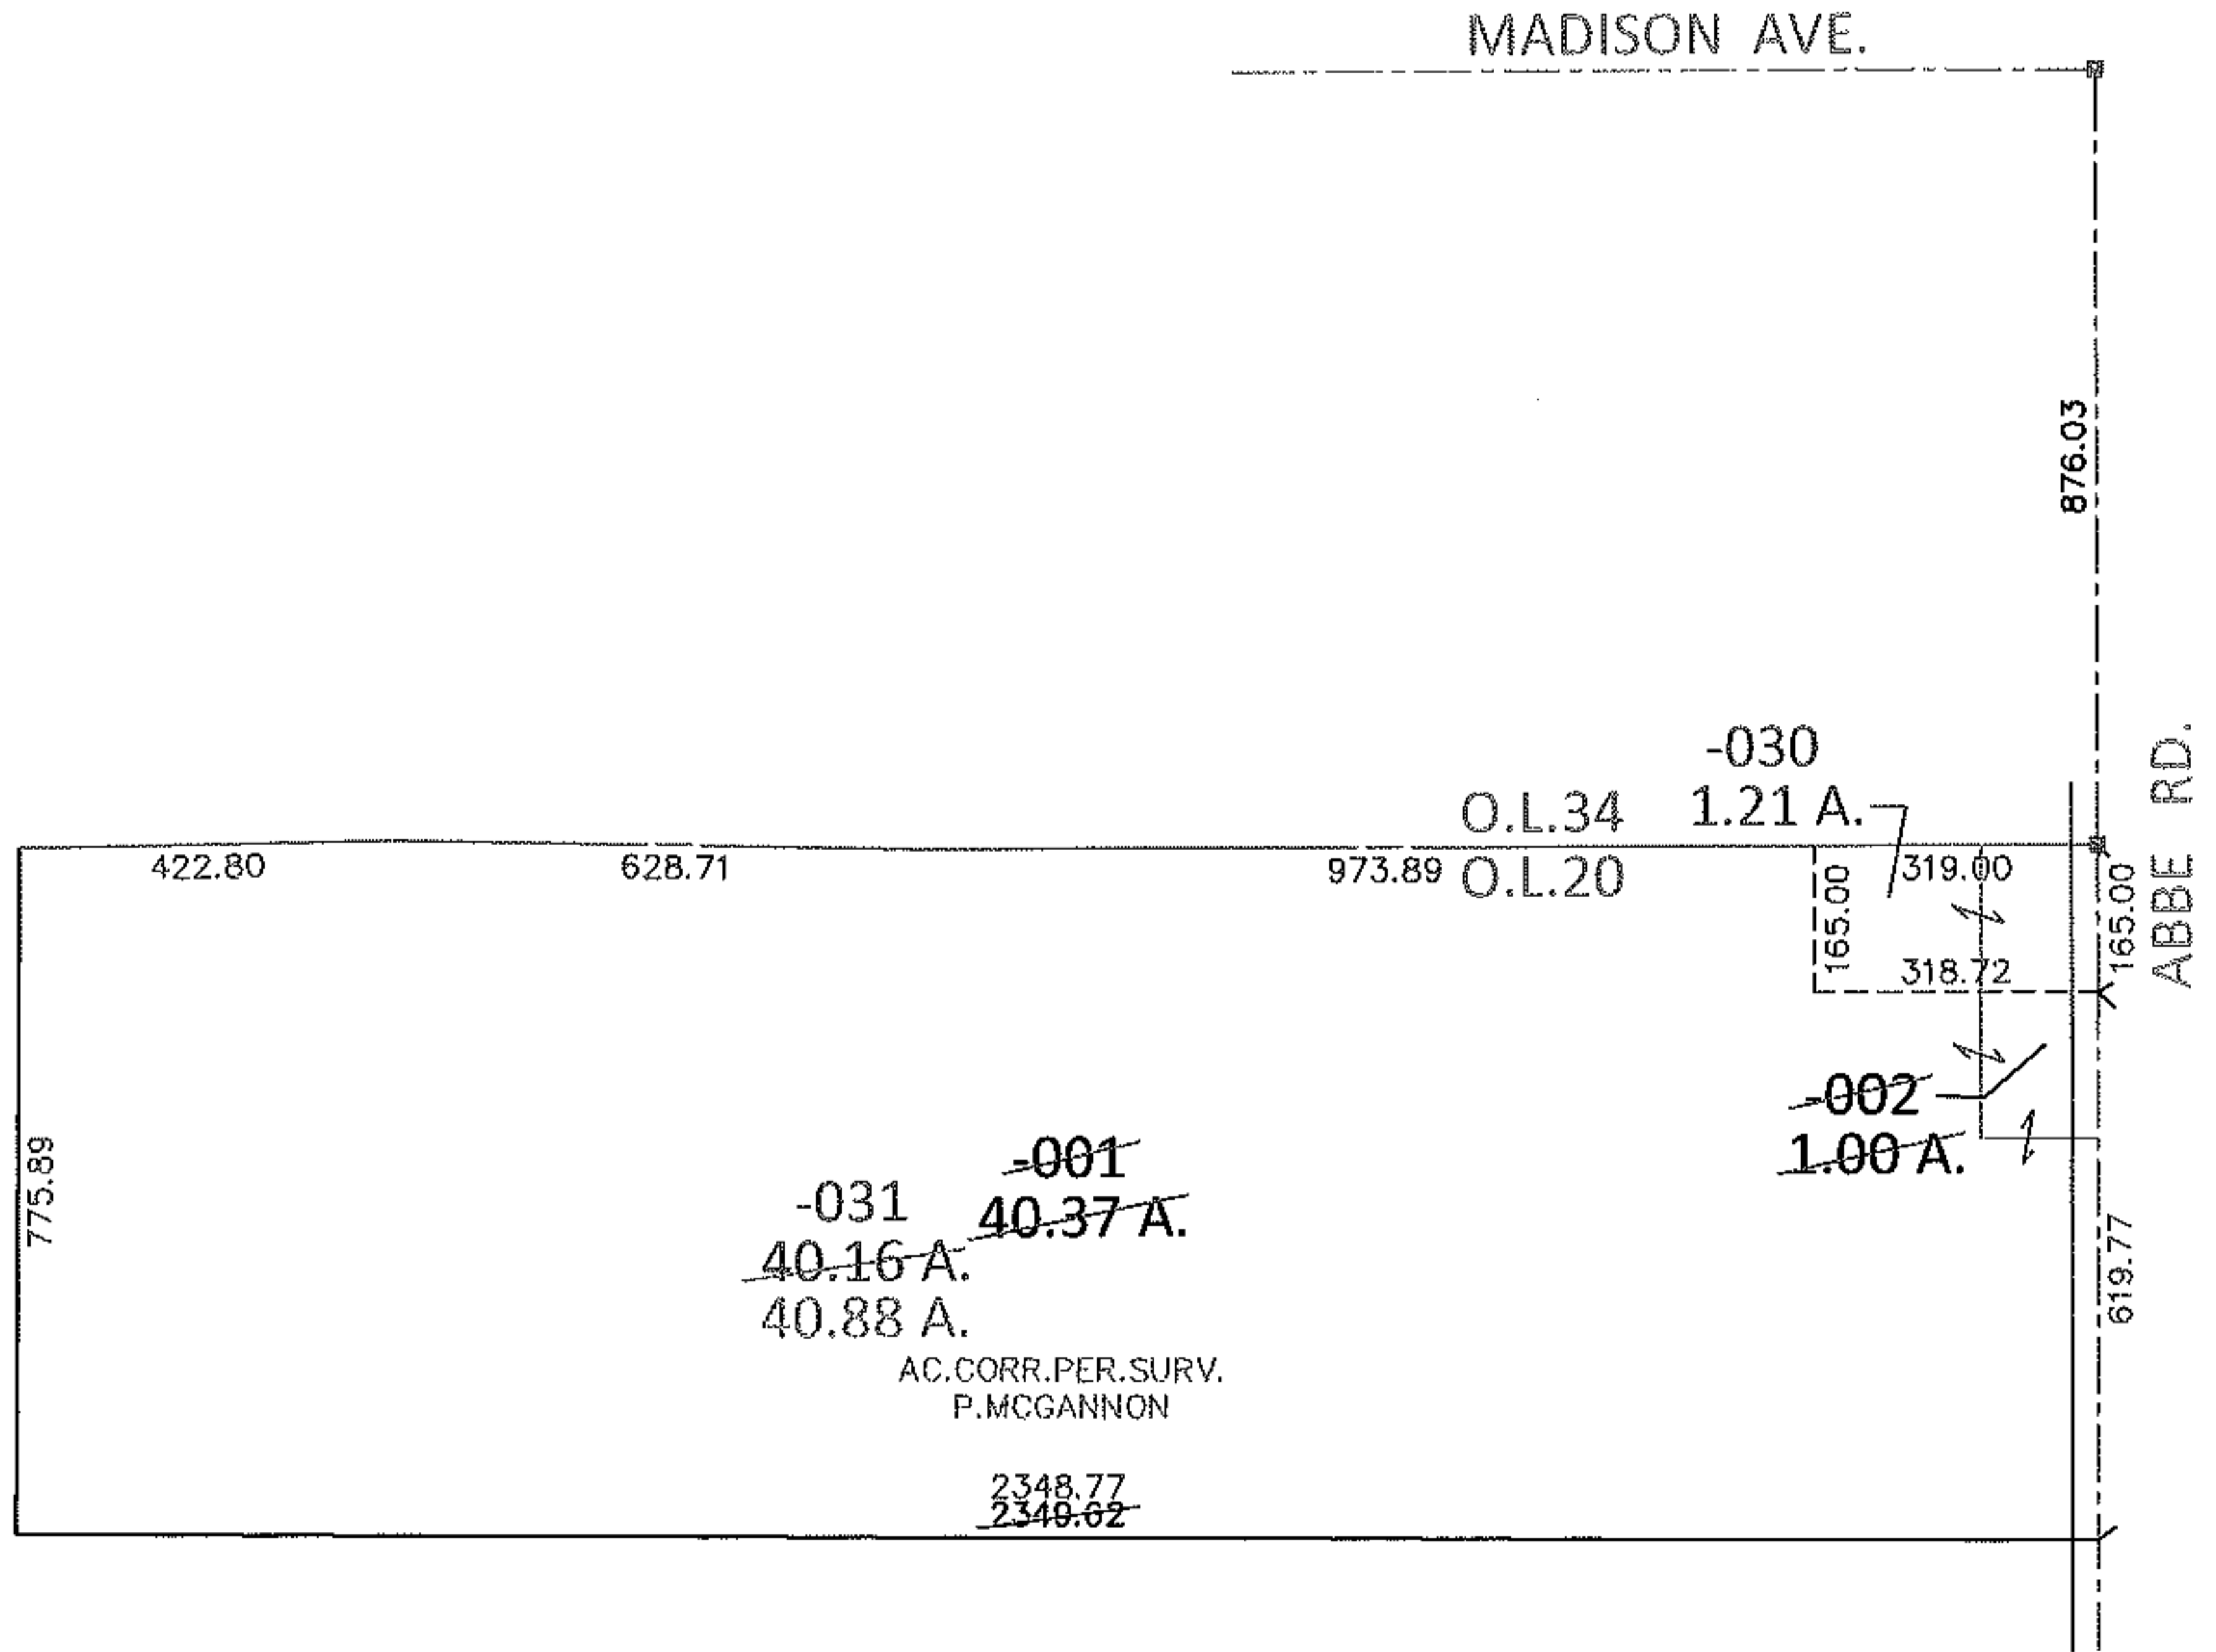 MADISON AVE.
876.03
ABBE RD.
-030
1.21 A.
O.L.34
O.L.20
422.80
628.71
973.89
319.00
165.00
165.00
318.72
-002
1.00 A.
775.89
-001
40.37 A.
-031
40.16 A.
40.88 A.
619.77
AC.CORR.PER.SURV.
P.MCGANNON
2348.77